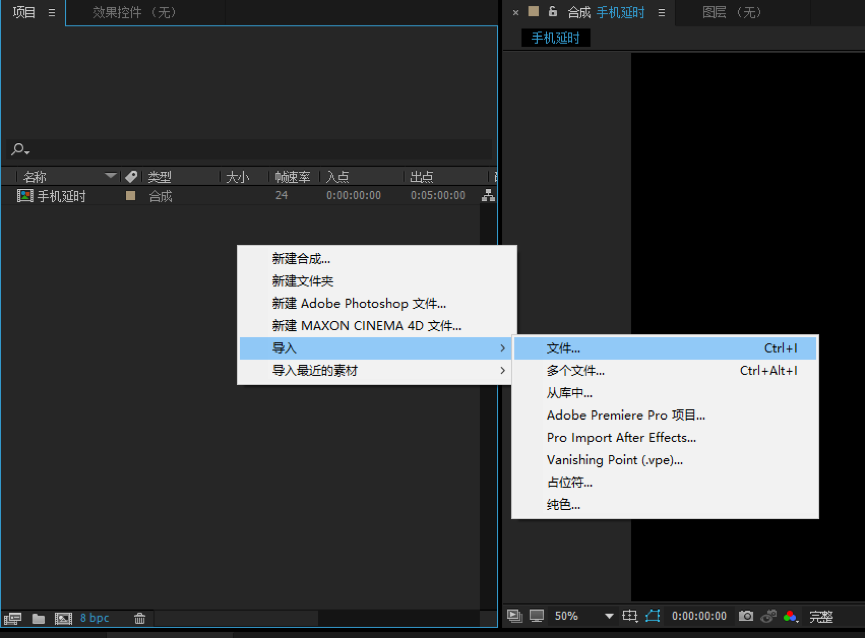 项目 效果控件 （无） 合成 手机延时 图层 （无）
手机延时
名称 类型 大小 帧速率 入点 出点
手机延时 合成 24 0:00:00:00 0:05:00:00
新建合成...
新建文件夹
新建 Adobe Photoshop 文件...
新建 MAXON CINEMA 4D 文件...
导入
导入最近的素材
文件... Ctrl+I
多个文件... Ctrl+Alt+I
从库中...
Adobe Premiere Pro 项目...
Pro Import After Effects...
Vanishing Point (.vpe)...
占位符...
纯色...
8 bpc 50% 0:00:00:00 完整